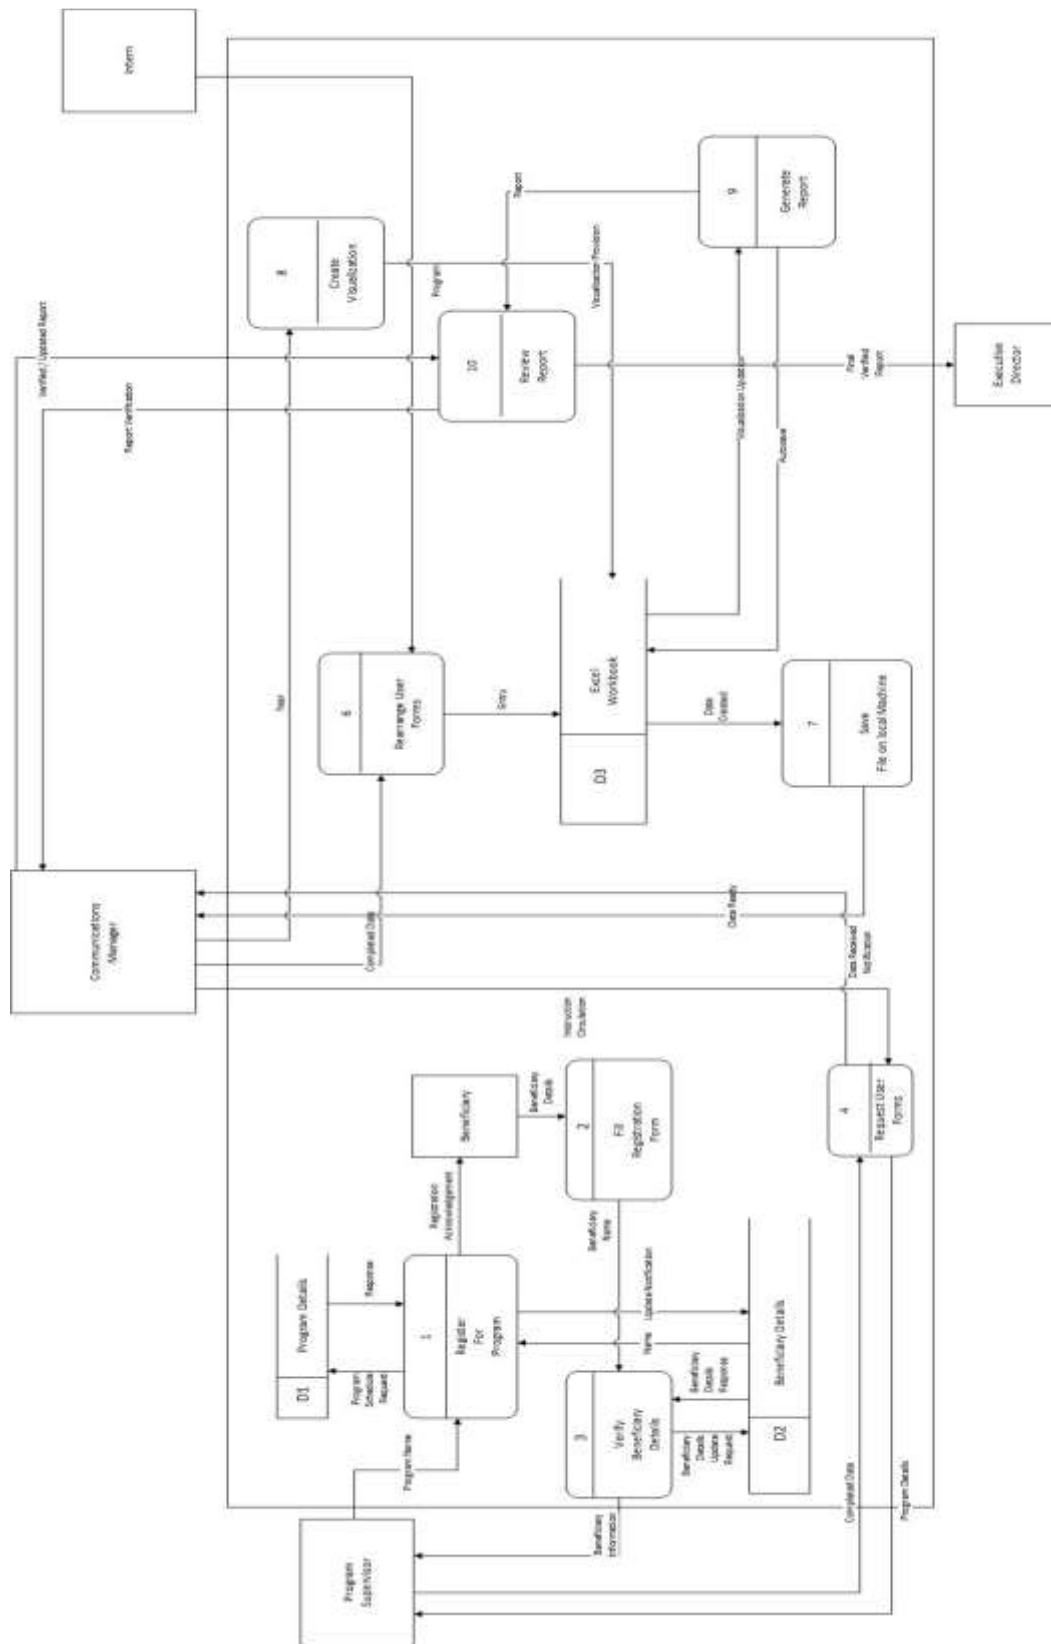 Intern
Communications
Manager
Program
Supervisor
Executive
Director
Beneficiary
Verified / Updated Report
Report Verification
8
Create
Visualization
Program
10
Review
Report
Report
9
Generate
Report
Visualization Provision
Visualization Update
Final
Verified
Report
6
Rearrange User
Forms
Entry
D3
Excel
Workbook
Data
Created
7
Save
File on local Machine
Completed Data
Data Ready
Data Received
Notification
Instruction
Circulation
4
Request User
Forms
Completed Data
Program Details
D1
Program Details
Response
Program
Schedule
Request
1
Register
For
Program
Program Name
Registration
Acknowledgement
Beneficiary
Details
2
Fill
Registration
Form
Beneficiary
Name
Update Notification
Name
3
Verify
Beneficiary
Details
Beneficiary
Details
Response
Beneficiary
Details
Update
Request
D2
Beneficiary Details
Beneficiary
Information